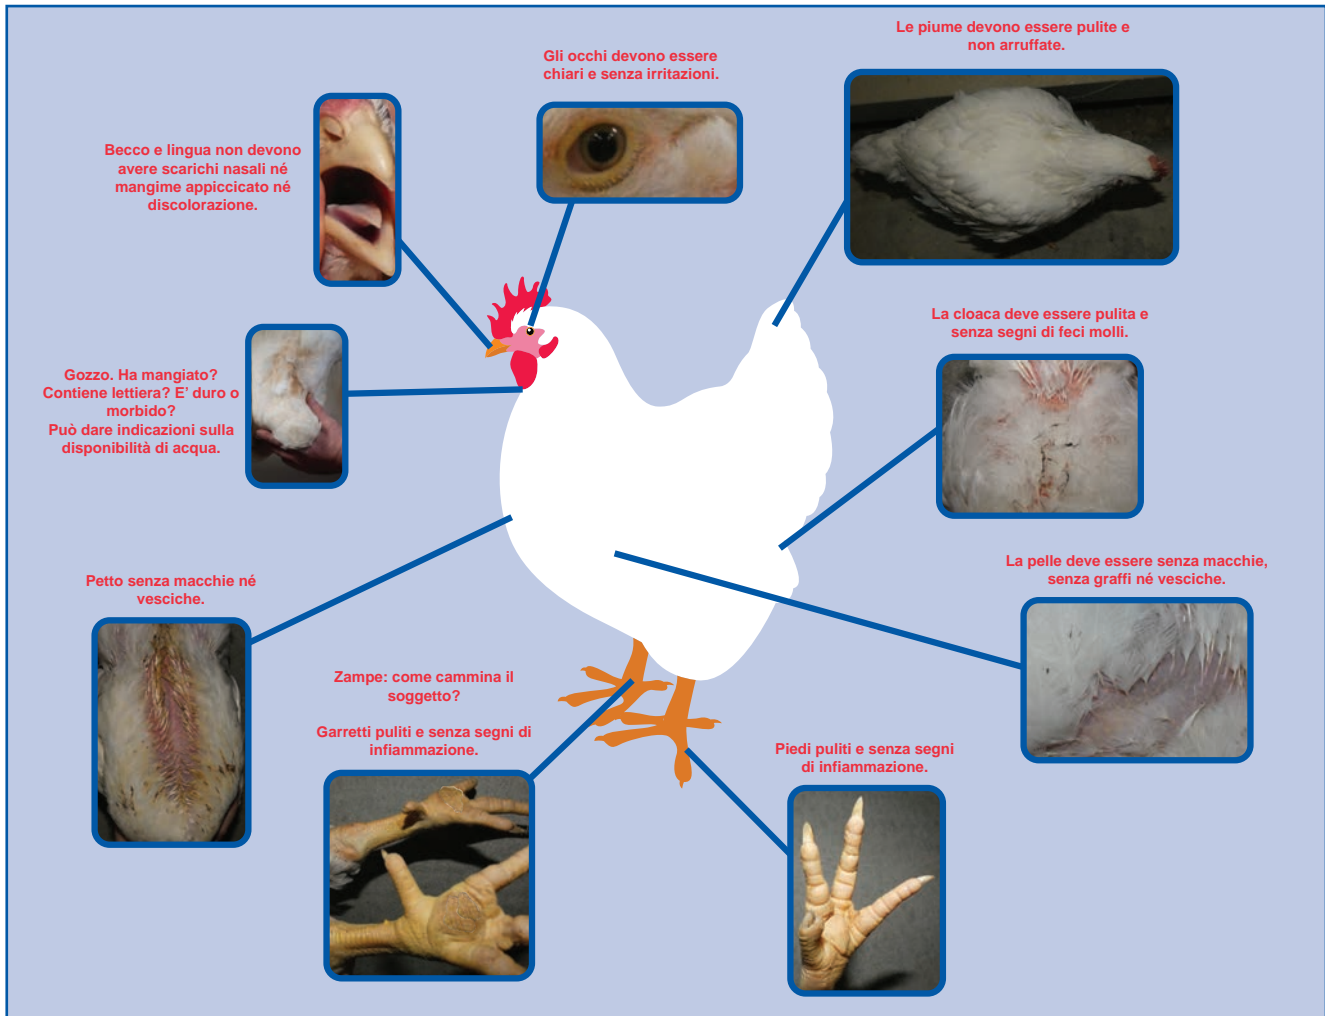 Le piume devono essere pulite e
non arruffate.
Gli occhi devono essere
chiari e senza irritazioni.
Becco e lingua non devono
avere scarichi nasali né
mangime appiccicato né
discolorazione.
La cloaca deve essere pulita e
senza segni di feci molli.
Gozzo. Ha mangiato?
Contiene lettiera? E' duro o
morbido?
Può dare indicazioni sulla
disponibilità di acqua.
La pelle deve essere senza macchie,
senza graffi né vesciche.
Petto senza macchie né
vesciche.
Zampe: come cammina il
soggetto?
Garretti puliti e senza segni di
infiammazione.
Piedi puliti e senza segni
di infiammazione.